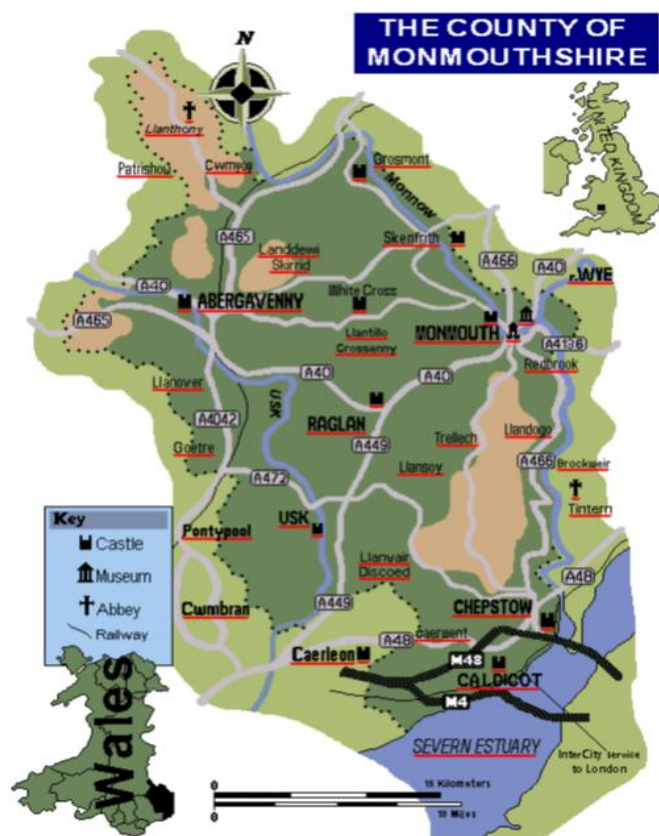 THE COUNTY OF
MONMOUTHSHIRE
N
UNITED KINGDOM
Llanthony
Patrishow
Cwmyoy
Grosmont
Monnow
A465
Skenfrith
A466
A40
r.WYE
Landdewi
Skirrid
A40
ABERGAVENNY
White Cross
A465
MONMOUTH
Llantilio
Crossenny
A4136
Redbrook
Llanover
A40
A40
USK
RAGLAN
A4042
Trellech
Llandogo
Goetre
A449
Llansoy
A466
Brockweir
A472
Tintern
USK
Pontypool
Key
Castle
Museum
Abbey
Railway
Llanvair
Discoed
A48
Cwmbran
A449
CHEPSTOW
A48
Caerwent
Caerleon
M48
CALDICOT
M4
Wales
SEVERN ESTUARY
InterCity service
to London
0
15 Kilometers
0
10 Miles